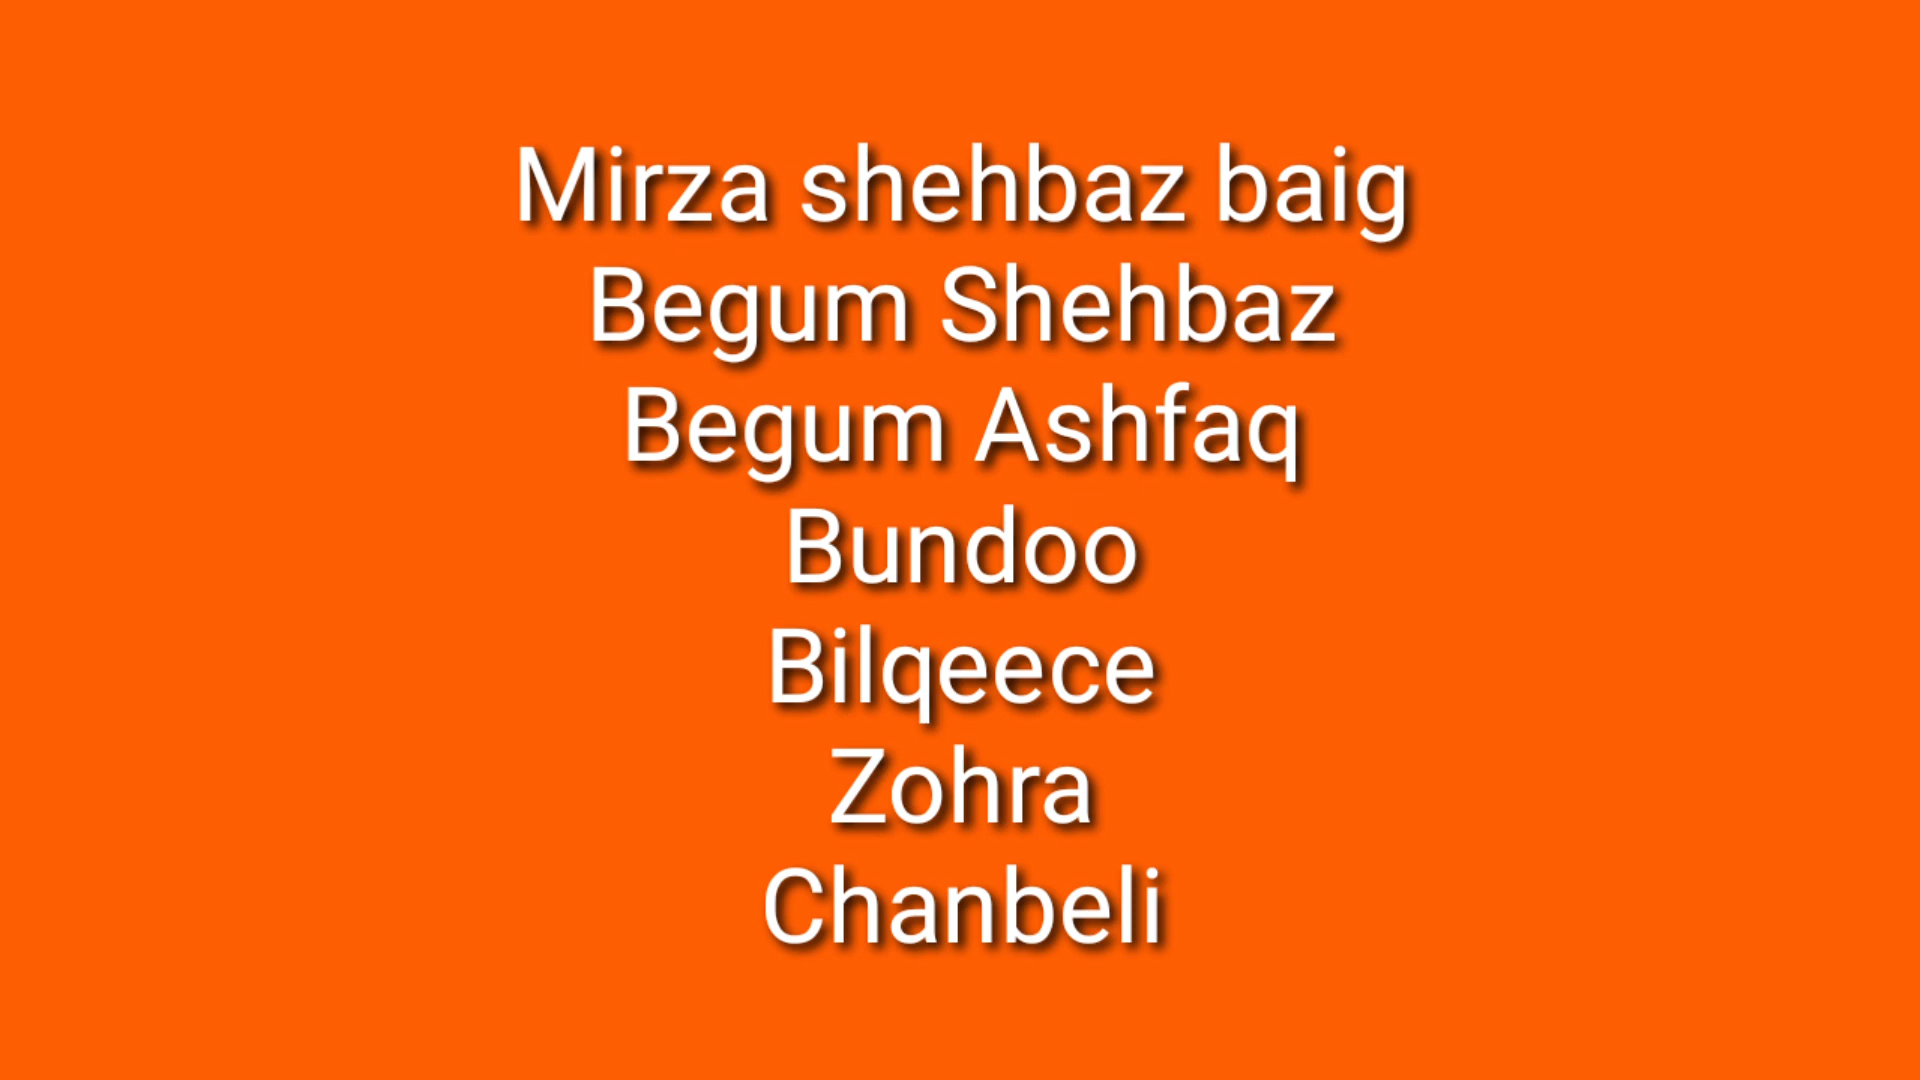 Mirza shehbaz baig
Begum Shehbaz
Begum Ashfaq
Bundoo
Bilqeece
Zohra
Chanbeli